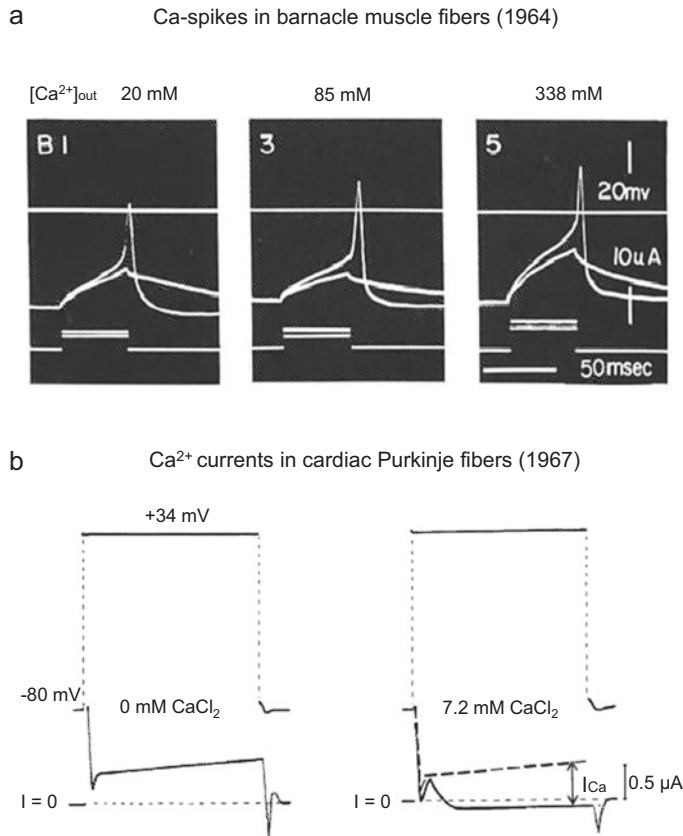 a
Ca-spikes in barnacle muscle fibers (1964)
[Ca²⁺]out 20 mM 85 mM 338 mM
B 1
3
5
20mv
10uA
50msec
b
Ca²⁺ currents in cardiac Purkinje fibers (1967)
+34 mV
-80 mV
0 mM CaCl₂
7.2 mM CaCl₂
I = 0
I = 0
ICa
0.5 µA